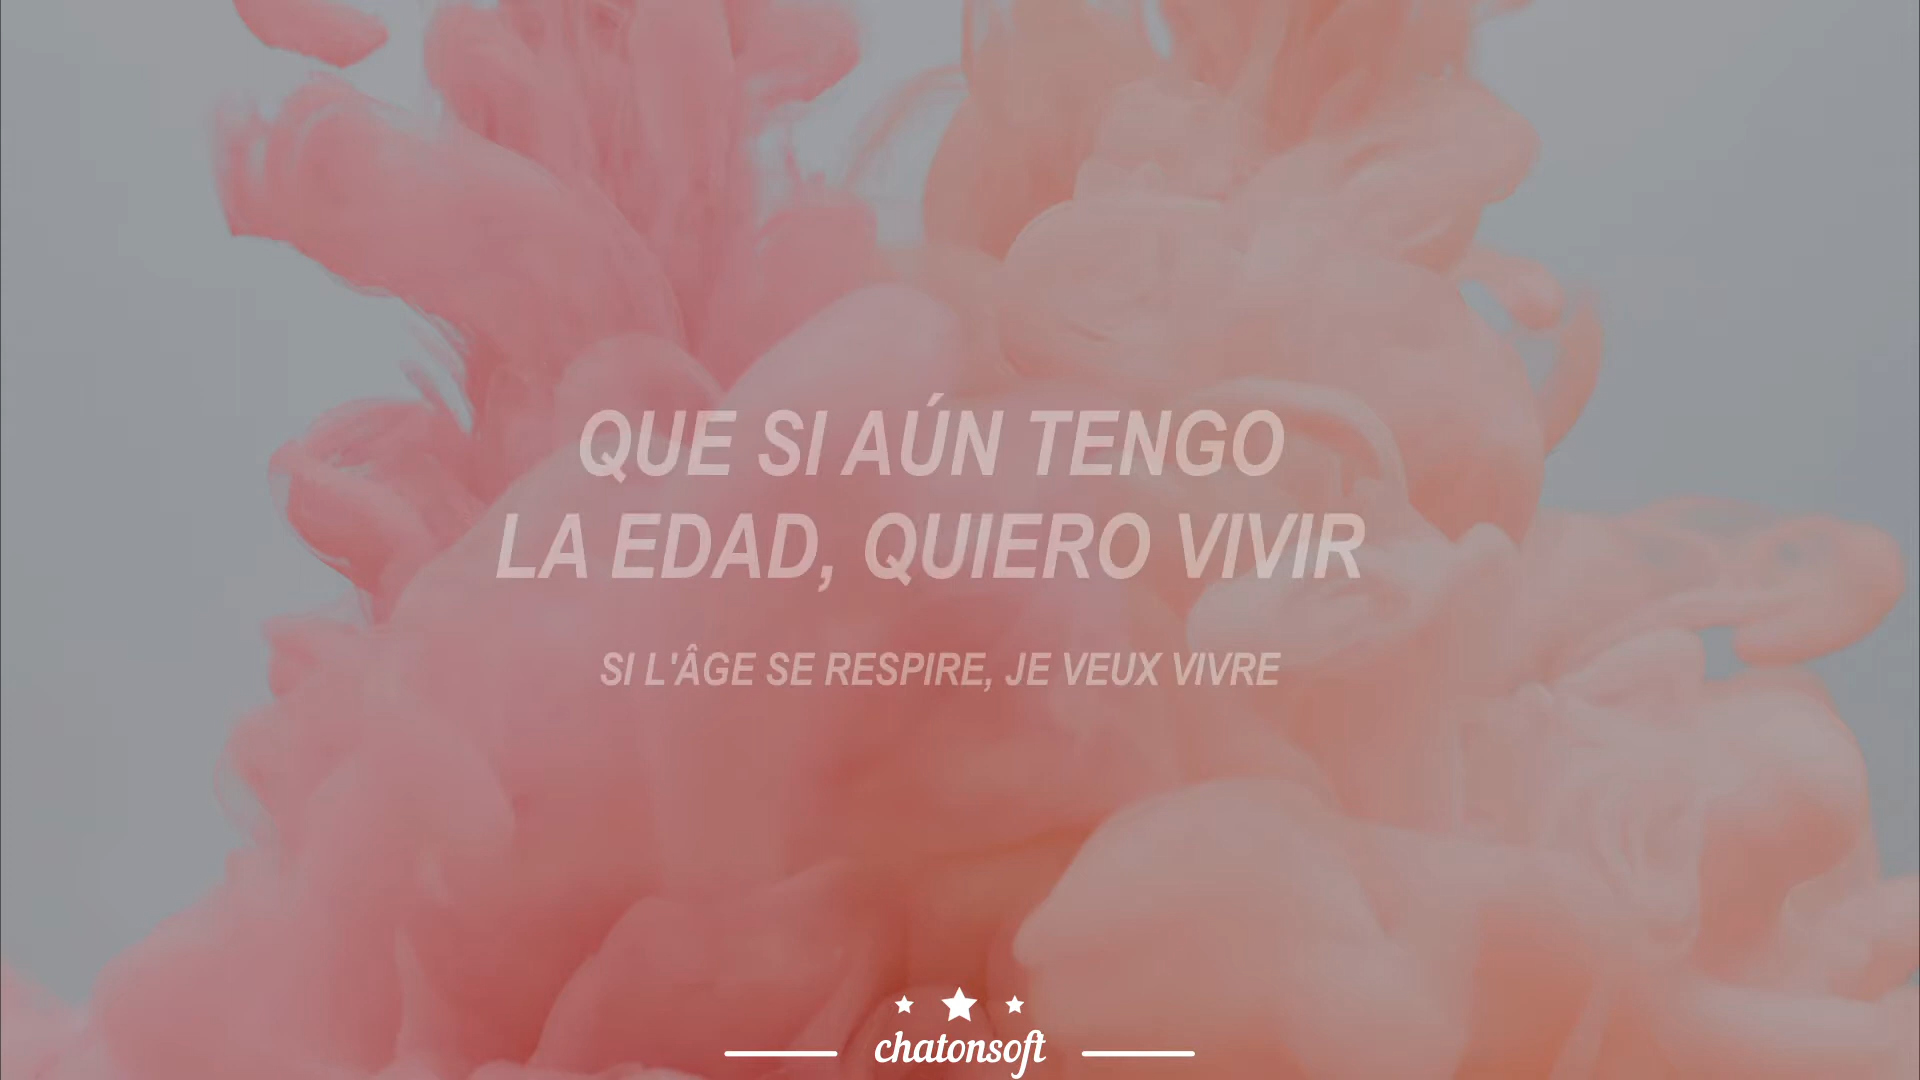 QUE SI AÚN TENGO
LA EDAD, QUIERO VIVIR
SI L'ÂGE SE RESPIRE, JE VEUX VIVRE
chatonsoft